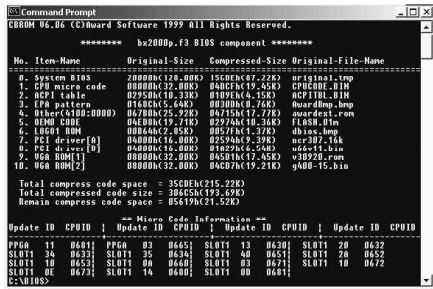 Command Prompt
CBROM V6.06 (C)Award Software 1999 All Rights Reserved.
******** bx2000p.f3 BIOS component ********
No. Item-Name Original-Size Compressed-Size Original-File-Name
0. System BIOS 20000h(128.00K) 15CDEh(87.22K) original.tmp
1. CPU micro code 08000h(32.00K) 04DCFh(19.45K) CPUCODE.BIN
2. ACPI table 02950h(10.33K) 0109Eh(4.15K) ACPITBL.BIN
3. EPA pattern 0168Ch(5.64K) 0030Dh(0.76K) AwardBmp.bmp
4. Other(4100:0000) 067B0h(25.92K) 04715h(17.77K) awardext.rom
5. OEM0 CODE 04ED8h(19.71K) 02974h(10.36K) FLASH.01m
6. LOGO1 ROM 00B64h(2.85K) 0057Fh(1.37K) dbios.bmp
7. PCI driver[A] 04000h(16.00K) 02594h(9.39K) ncr307.16k
8. PCI driver[D] 04000h(16.00K) 01A29h(6.54K) u66v11.bin
9. VGA ROM[1] 08000h(32.00K) 045D1h(17.45K) v30920.rom
10. VGA ROM[2] 08000h(32.00K) 04CD7h(19.21K) g400-15.bin
Total compress code space = 35CDEh(215.22K)
Total compressed code size = 306C5h(193.69K)
Remain compress code space = 05619h(21.52K)
** Micro Code Information **
Update ID CPUID | Update ID CPUID | Update ID CPUID | Update ID CPUID
PPGA 11 0681| PPGA 03 0665| SLOT1 13 0630| SLOT1 20 0632
SLOT1 34 0633| SLOT1 35 0634| SLOT1 40 0651| SLOT1 2A 0652
SLOT1 10 0653| SLOT1 0A 0660| SLOT1 03 0671| SLOT1 10 0672
SLOT1 0E 0673| SLOT1 14 0680| SLOT1 0D 0681|
C:\BIOS>